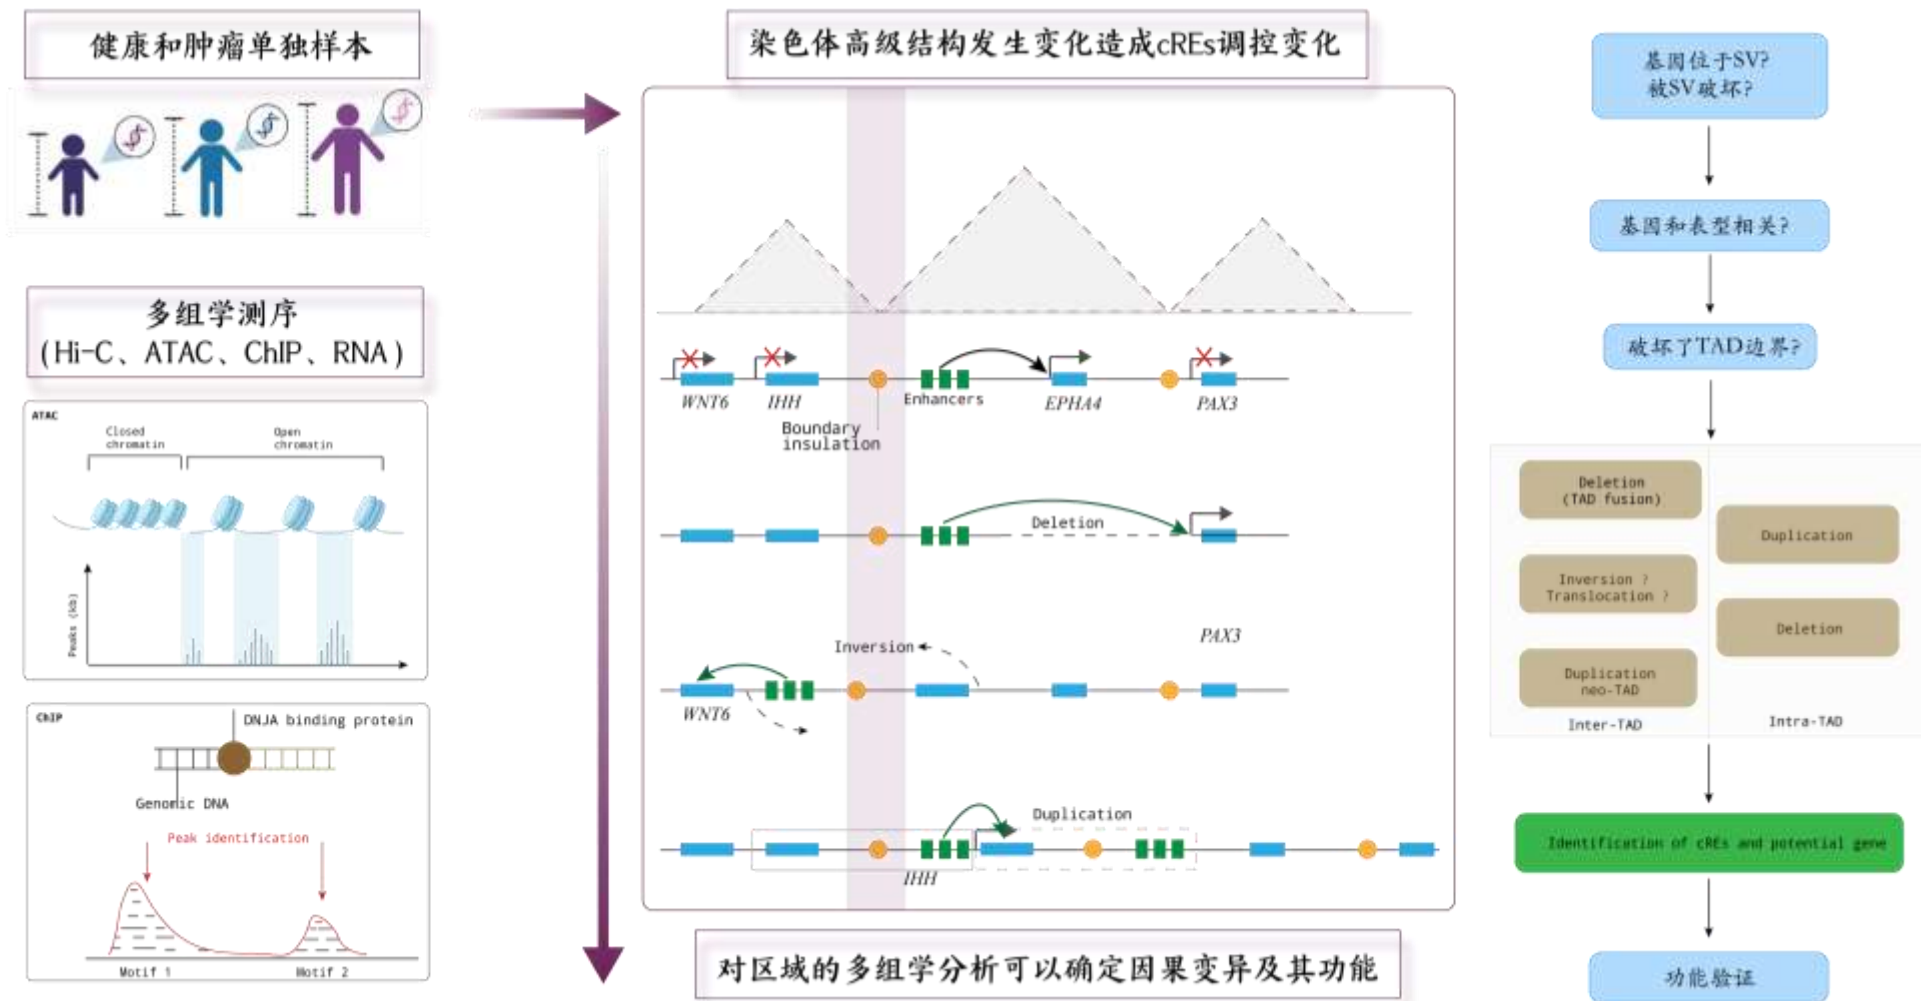 健康和肿瘤单独样本
多组学测序
(Hi-C、ATAC、ChIP、RNA)
ATAC
Closed
chromatin
Open
chromatin
Peaks (kb)
ChIP
DNJA binding protein
Genomic DNA
Peak identification
Motif 1
Motif 2
染色体高级结构发生变化造成cREs调控变化
WNT6
IHH
Boundary
insulation
Enhancers
EPHA4
PAX3
Deletion
Inversion
PAX3
WNT6
Duplication
IHH
对区域的多组学分析可以确定因果变异及其功能
基因位于SV?
被SV破坏?
基因和表型相关?
破坏了TAD边界?
Deletion
(TAD fusion)
Duplication
Inversion ?
Translocation ?
Deletion
Duplication
neo-TAD
Inter-TAD
Intra-TAD
Identification of cREs and potential gene
功能验证